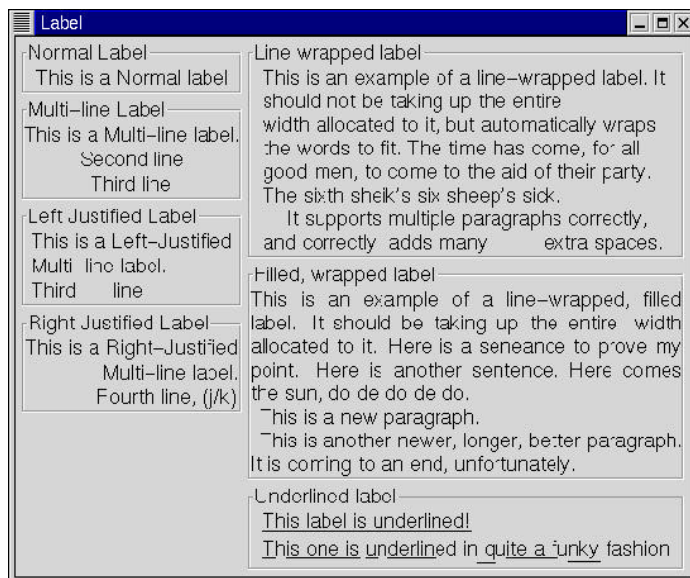 Label
Normal Label
This is a Normal label
Multi-line Label
This is a Multi-line label.
Second line
Third line
Left Justified Label
This is a Left-Justified
Multi-line label.
Third line
Right Justified Label
This is a Right-Justified
Multi-line label.
Fourth line, (j/k)
Line wrapped label
This is an example of a line-wrapped label. It
should not be taking up the entire
width allocated to it, but automatically wraps
the words to fit. The time has come, for all
good men, to come to the aid of their party.
The sixth sheik's six sheep's sick.
It supports multiple paragraphs correctly,
and correctly adds many extra spaces.
Filled, wrapped label
This is an example of a line-wrapped, filled
label. It should be taking up the entire width
allocated to it. Here is a seneance to prove my
point. Here is another sentence. Here comes
the sun, do de do de do.
This is a new paragraph.
This is another newer, longer, better paragraph.
It is coming to an end, unfortunately.
Underlined label
This label is underlined!
This one is underlined in quite a funky fashion